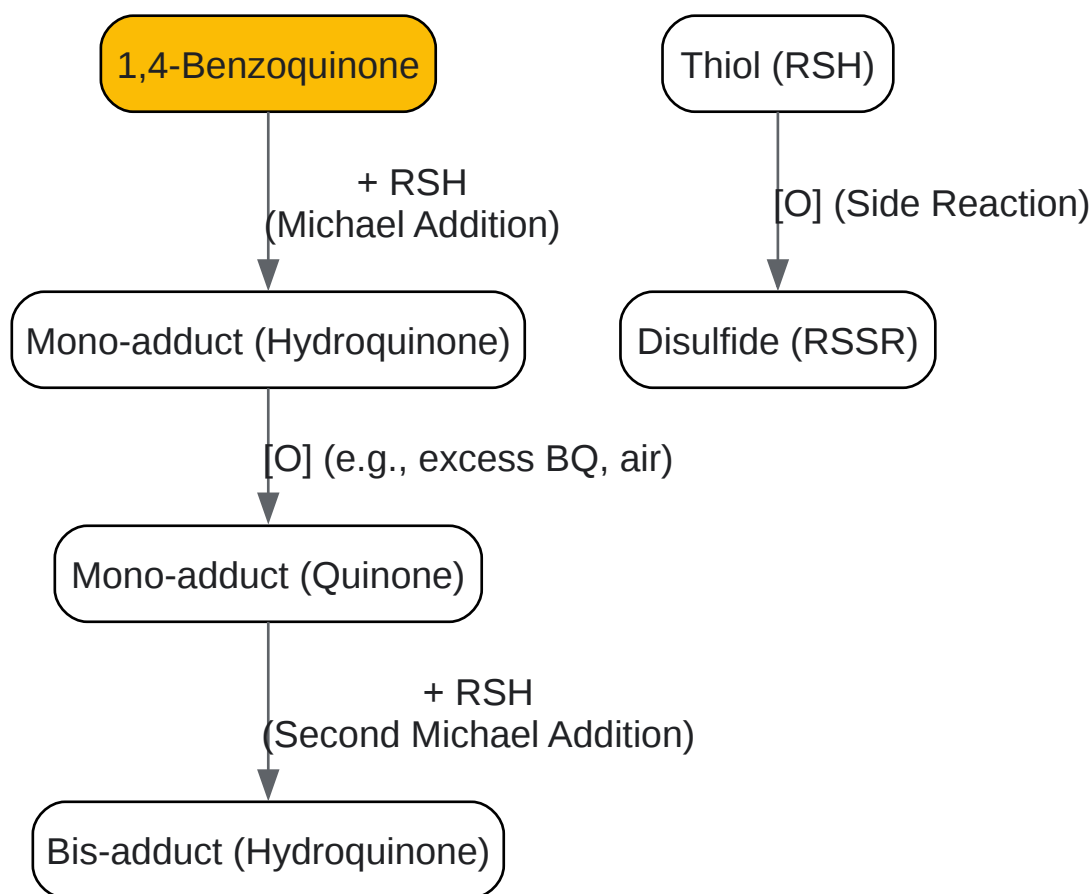 1,4-Benzoquinone
Thiol (RSH)
+ RSH
(Michael Addition)
[O] (Side Reaction)
Mono-adduct (Hydroquinone)
Disulfide (RSSR)
[O] (e.g., excess BQ, air)
Mono-adduct (Quinone)
+ RSH
(Second Michael Addition)
Bis-adduct (Hydroquinone)